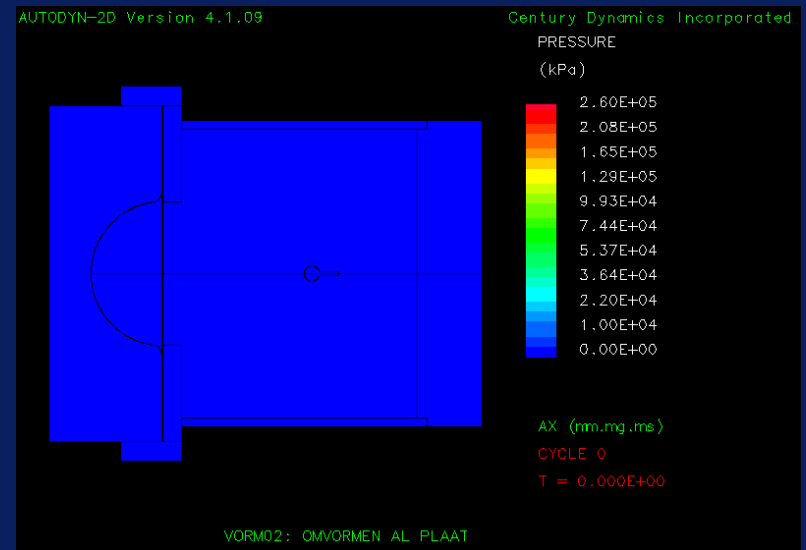 AUTODYN-2D Version 4.1.09
Century Dynamics Incorporated
PRESSURE
(kPa)
2.60E+05
2.08E+05
1.65E+05
1.29E+05
9.93E+04
7.44E+04
5.37E+04
3.64E+04
2.20E+04
1.00E+04
0.00E+00
AX (mm.mg.ms)
CYCLE 0
T = 0.000E+00
VORM02: OMVORMEN AL PLAAT